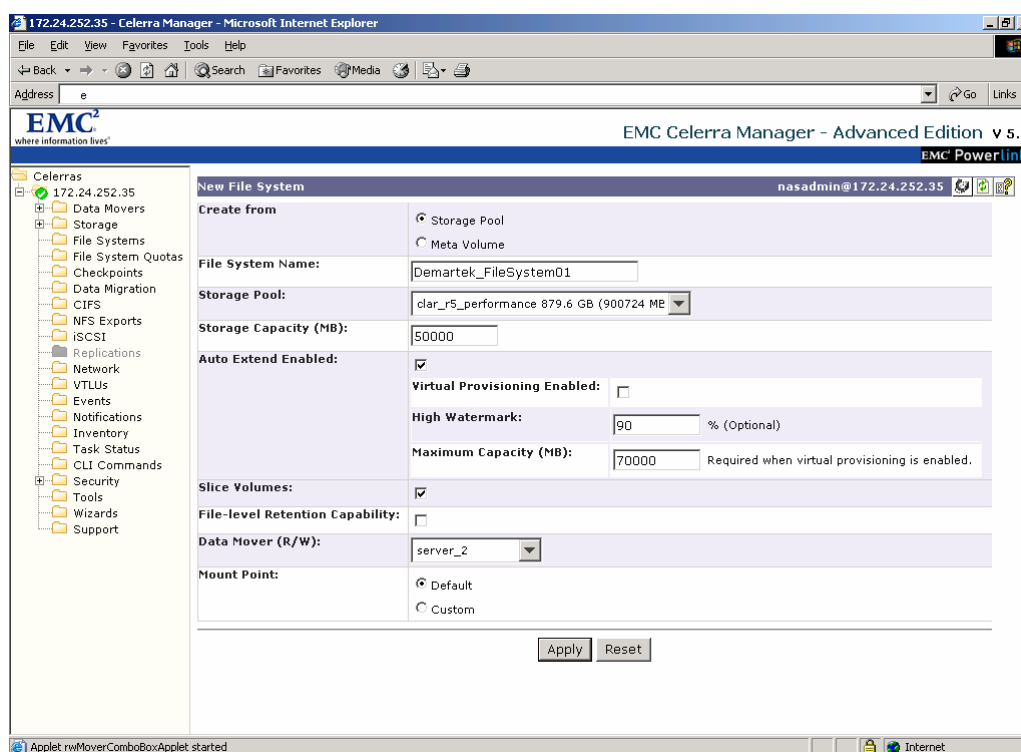 172.24.252.35 - Celerra Manager - Microsoft Internet Explorer
File Edit View Favorites Tools Help
Back Search Favorites Media
Address e Go Links
EMC²
where information lives®
EMC Celerra Manager - Advanced Edition v 5.
EMC² Powerlin
Celerras
172.24.252.35
Data Movers
Storage
File Systems
File System Quotas
Checkpoints
Data Migration
CIFS
NFS Exports
iSCSI
Replications
Network
VTLUs
Events
Notifications
Inventory
Task Status
CLI Commands
Security
Tools
Wizards
Support
New File System nasadmin@172.24.252.35
Create from
Storage Pool
Meta Volume
File System Name: Demartek_FileSystem01
Storage Pool: clar_r5_performance 879.6 GB (900724 MB
Storage Capacity (MB): 50000
Auto Extend Enabled:
Virtual Provisioning Enabled:
High Watermark: 90 % (Optional)
Maximum Capacity (MB): 70000 Required when virtual provisioning is enabled.
Slice Volumes:
File-level Retention Capability:
Data Mover (R/W): server_2
Mount Point:
Default
Custom
Apply Reset
Applet rwMoverComboBoxApplet started Internet